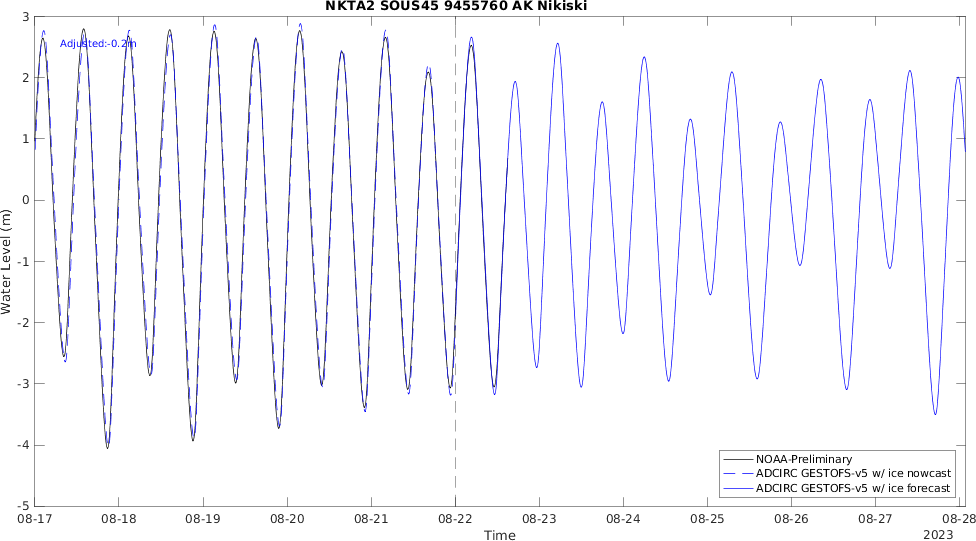 NKTA2 SOUS45 9455760 AK Nikiski
Adjusted:-0.2m
Water Level (m)
3
2
1
0
-1
-2
-3
-4
-5
NOAA-Preliminary
ADCIRC GESTOFS-v5 w/ ice nowcast
ADCIRC GESTOFS-v5 w/ ice forecast
08-17 08-18 08-19 08-20 08-21 08-22 08-23 08-24 08-25 08-26 08-27 08-28
Time
2023